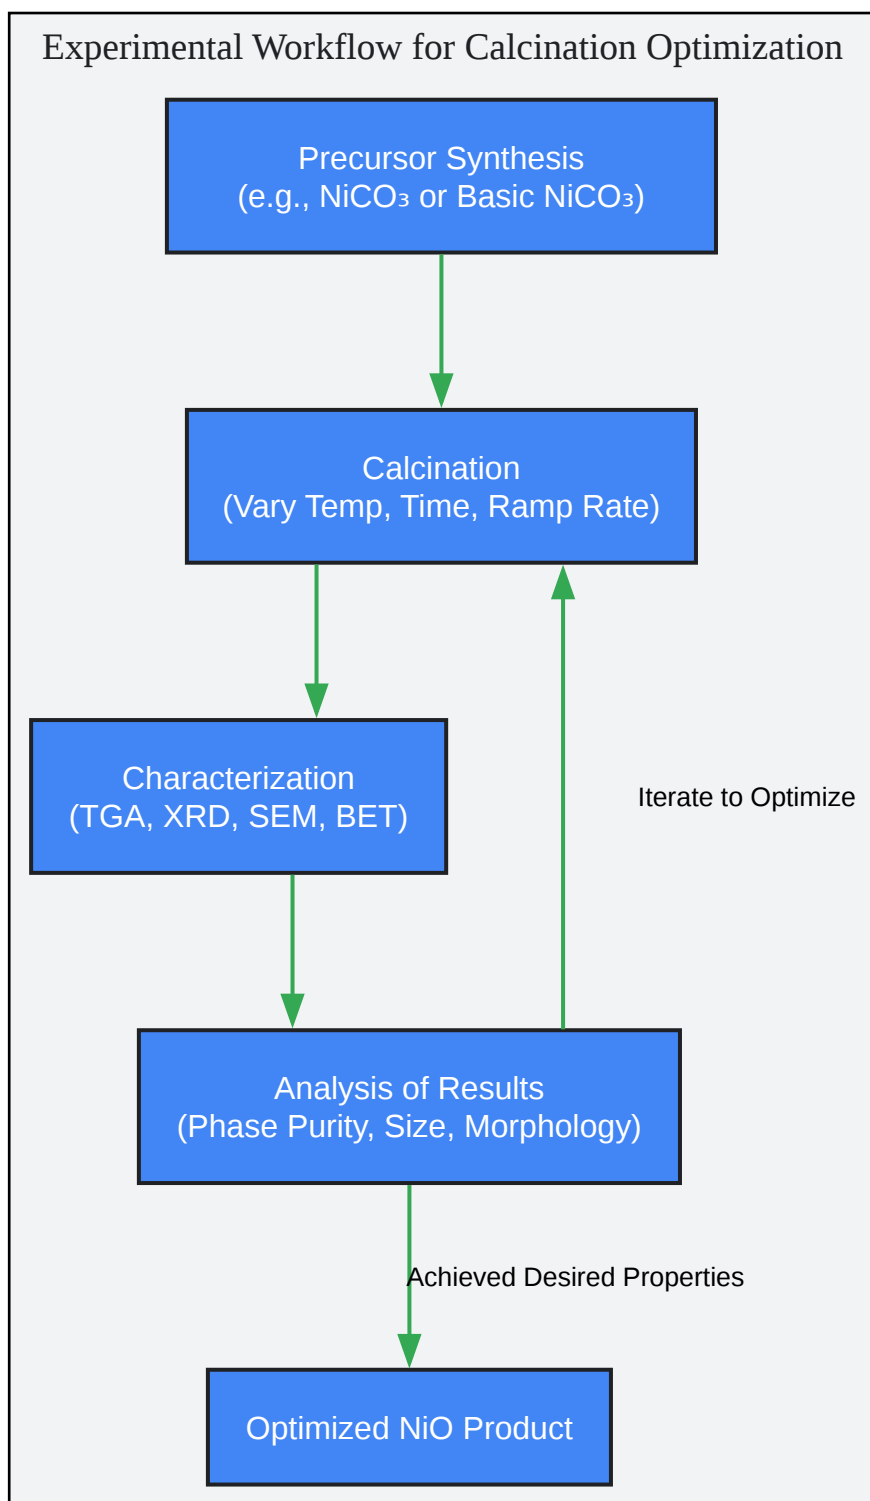 Experimental Workflow for Calcination Optimization
Precursor Synthesis
(e.g., NiCO₃ or Basic NiCO₃)
Calcination
(Vary Temp, Time, Ramp Rate)
Characterization
(TGA, XRD, SEM, BET)
Iterate to Optimize
Analysis of Results
(Phase Purity, Size, Morphology)
Achieved Desired Properties
Optimized NiO Product